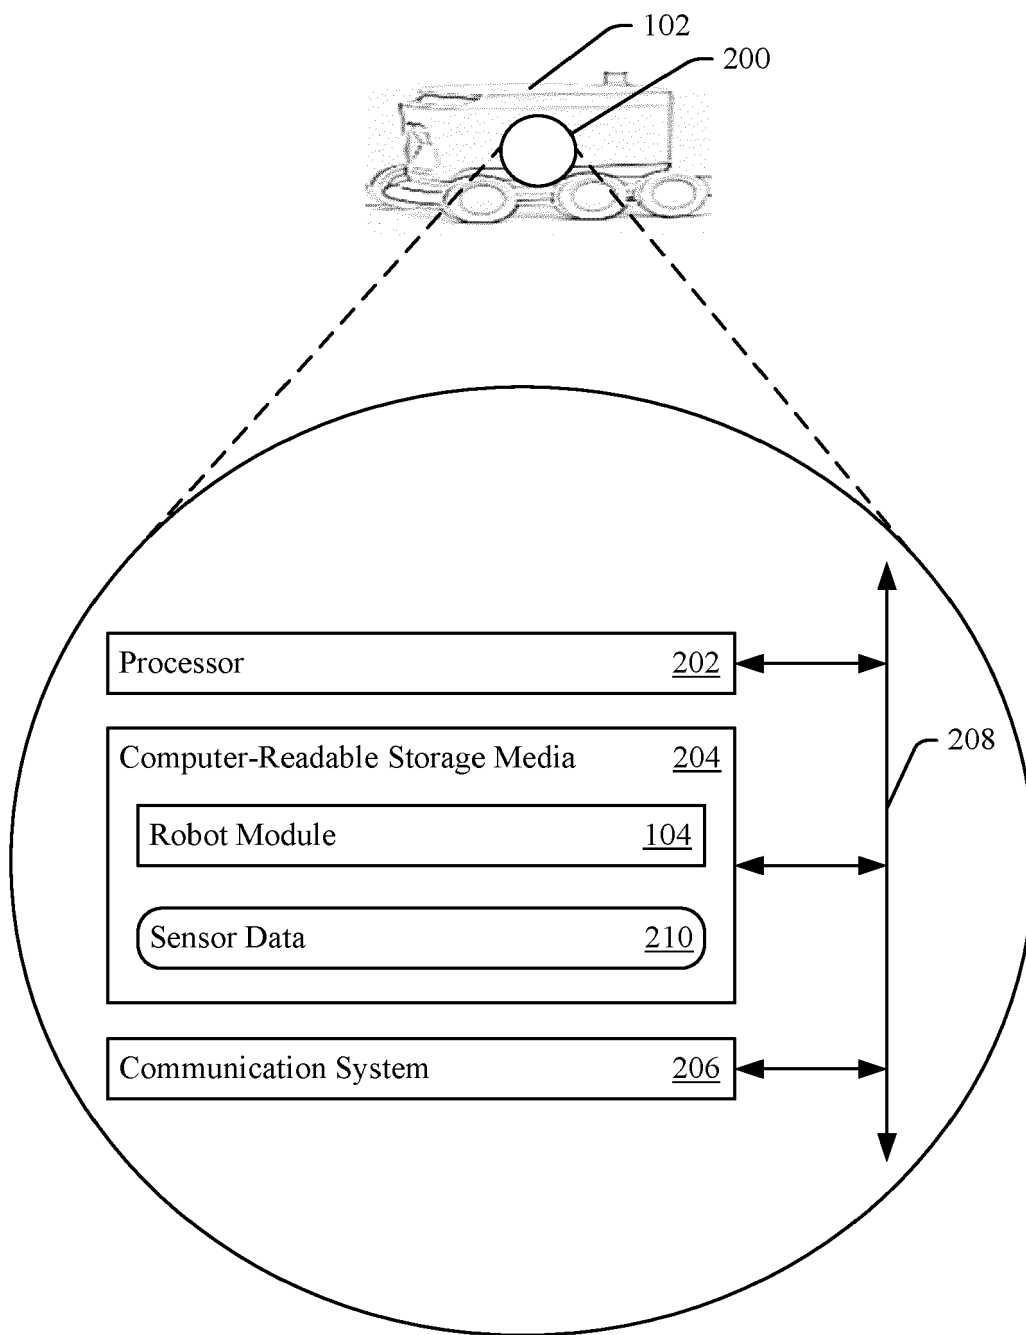 102
200
Processor 202
208
Computer-Readable Storage Media 204
Robot Module 104
Sensor Data 210
Communication System 206